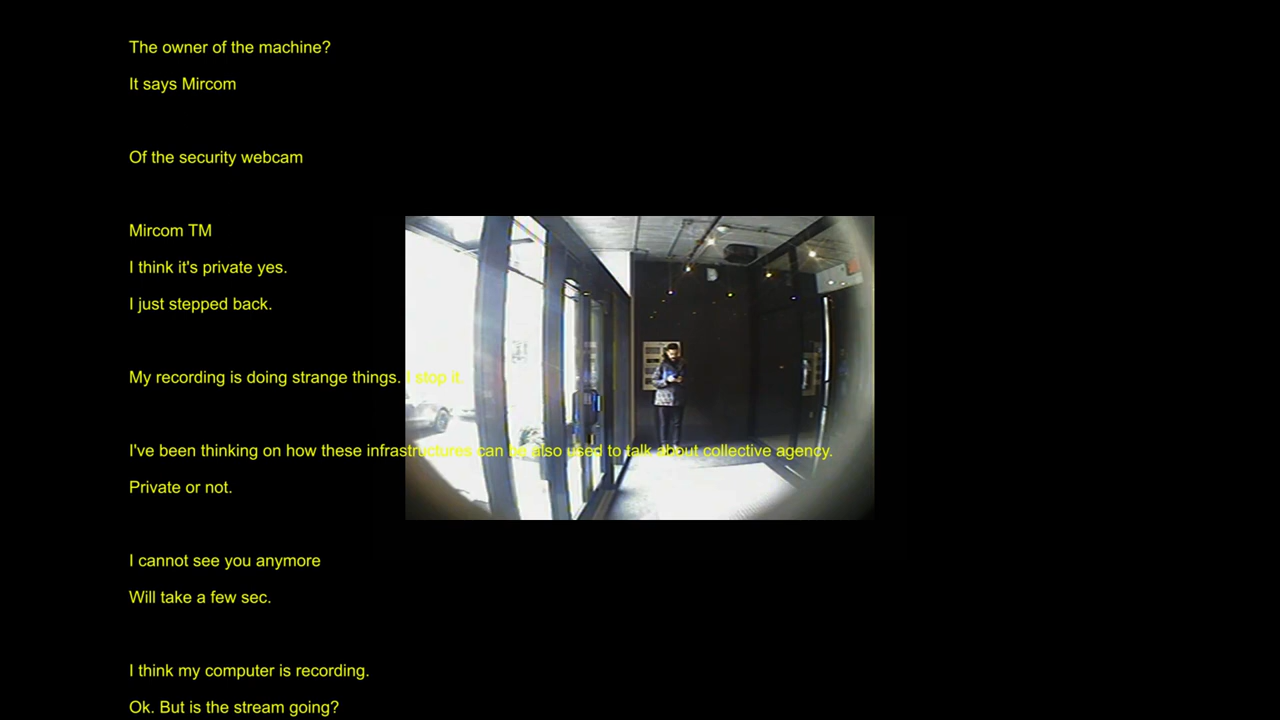 The owner of the machine?
It says Mircom
Of the security webcam
Mircom TM
I think it's private yes.
I just stepped back.
My recording is doing strange things. I stop it.
I've been thinking on how these infrastructures can be also used to talk about collective agency.
Private or not.
I cannot see you anymore
Will take a few sec.
I think my computer is recording.
Ok. But is the stream going?